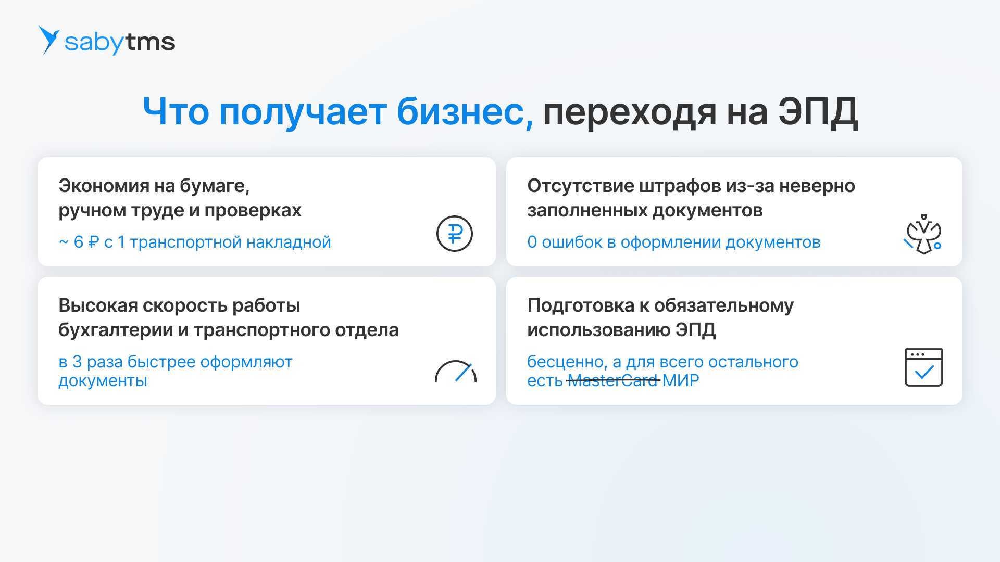 sabytms
Что получает бизнес, переходя на ЭПД
Экономия на бумаге,
ручном труде и проверках
~ 6 ₽ с 1 транспортной накладной
Отсутствие штрафов из-за неверно
заполненных документов
0 ошибок в оформлении документов
Высокая скорость работы
бухгалтерии и транспортного отдела
в 3 раза быстрее оформляют
документы
Подготовка к обязательному
использованию ЭПД
бесценно, а для всего остального
есть MasterCard МИР